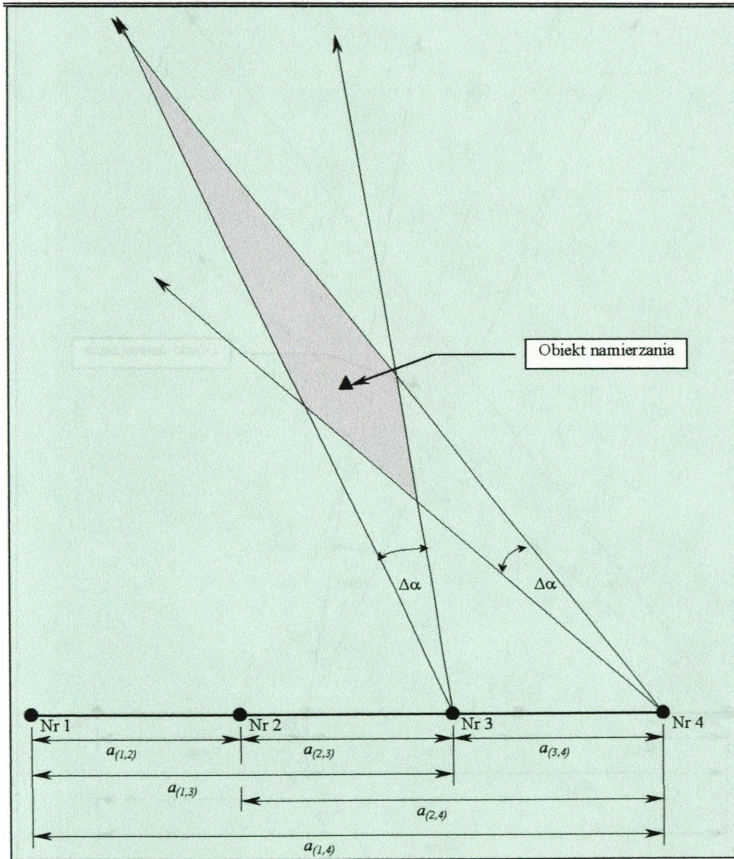 Obiekt namierzania
Δα
Δα
Nr 1
Nr 2
Nr 3
Nr 4
a(1,2)
a(2,3)
a(3,4)
a(1,3)
a(2,4)
a(1,4)